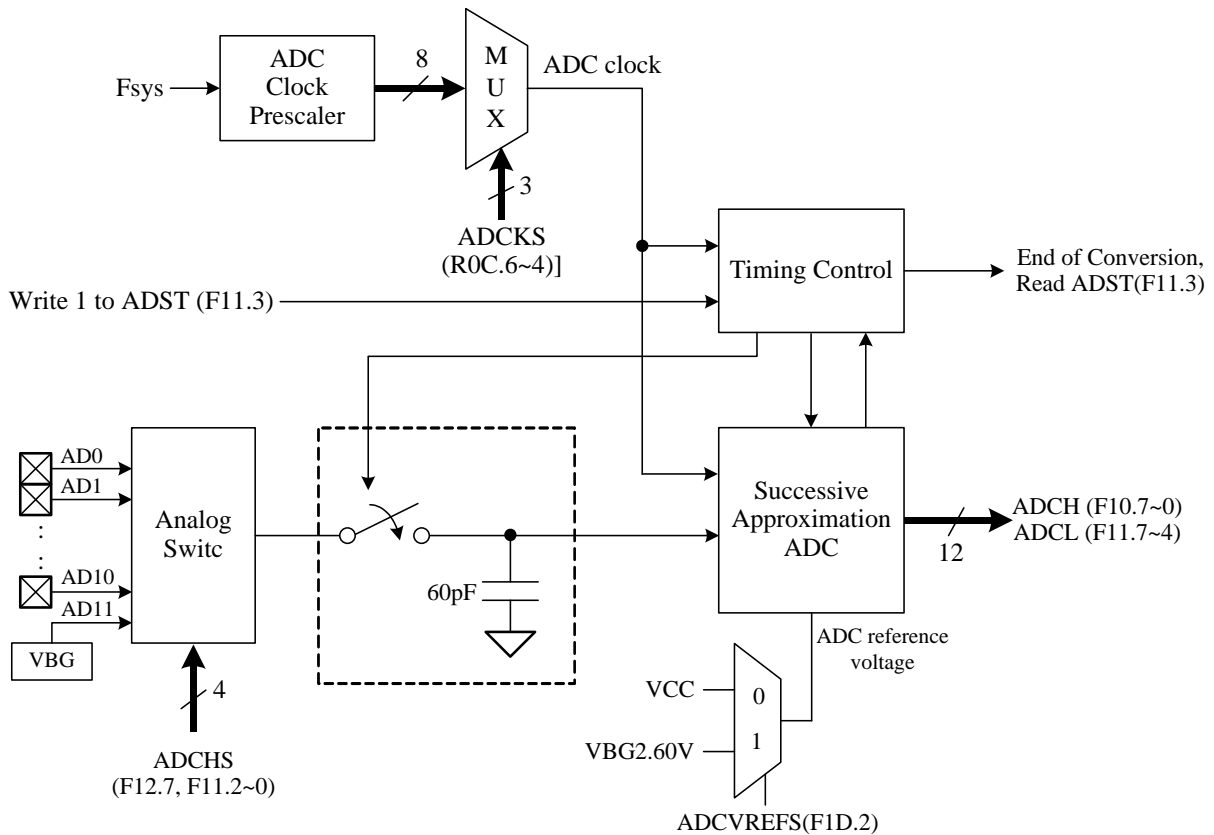 ADC
Clock
Prescaler
Fsys
8
M
U
X
ADC clock
3
ADCKS
(R0C.6~4)]
Timing Control
End of Conversion,
Read ADST(F11.3)
Write 1 to ADST (F11.3)
AD0
AD1
AD10
AD11
VBG
Analog
Switc
4
ADCHS
(F12.7, F11.2~0)
60pF
Successive
Approximation
ADC
12
ADCH (F10.7~0)
ADCL (F11.7~4)
ADC reference
voltage
VCC
0
VBG2.60V
1
ADCVREFS(F1D.2)